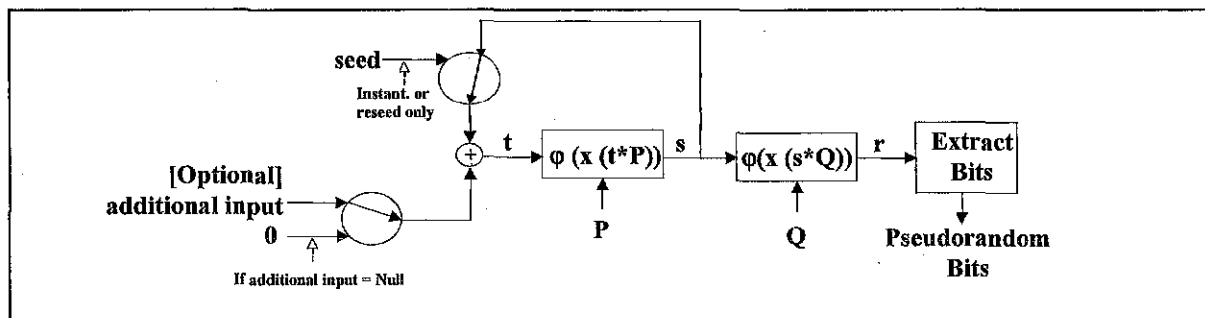 seed
Instant. or
reseed only
[Optional]
additional input
0
If additional input = Null
+
t
φ (x (t*P))
P
s
φ(x (s*Q))
Q
r
Extract
Bits
Pseudorandom
Bits